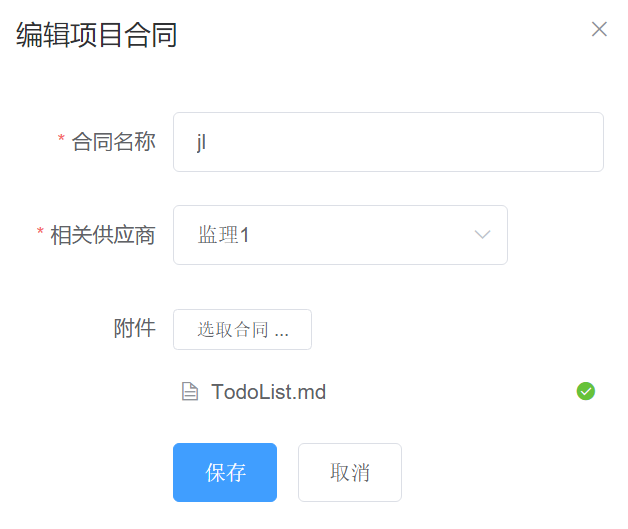 编辑项目合同
* 合同名称 jl
* 相关供应商 监理1
附件 选取合同 ...
TodoList.md
保存 取消